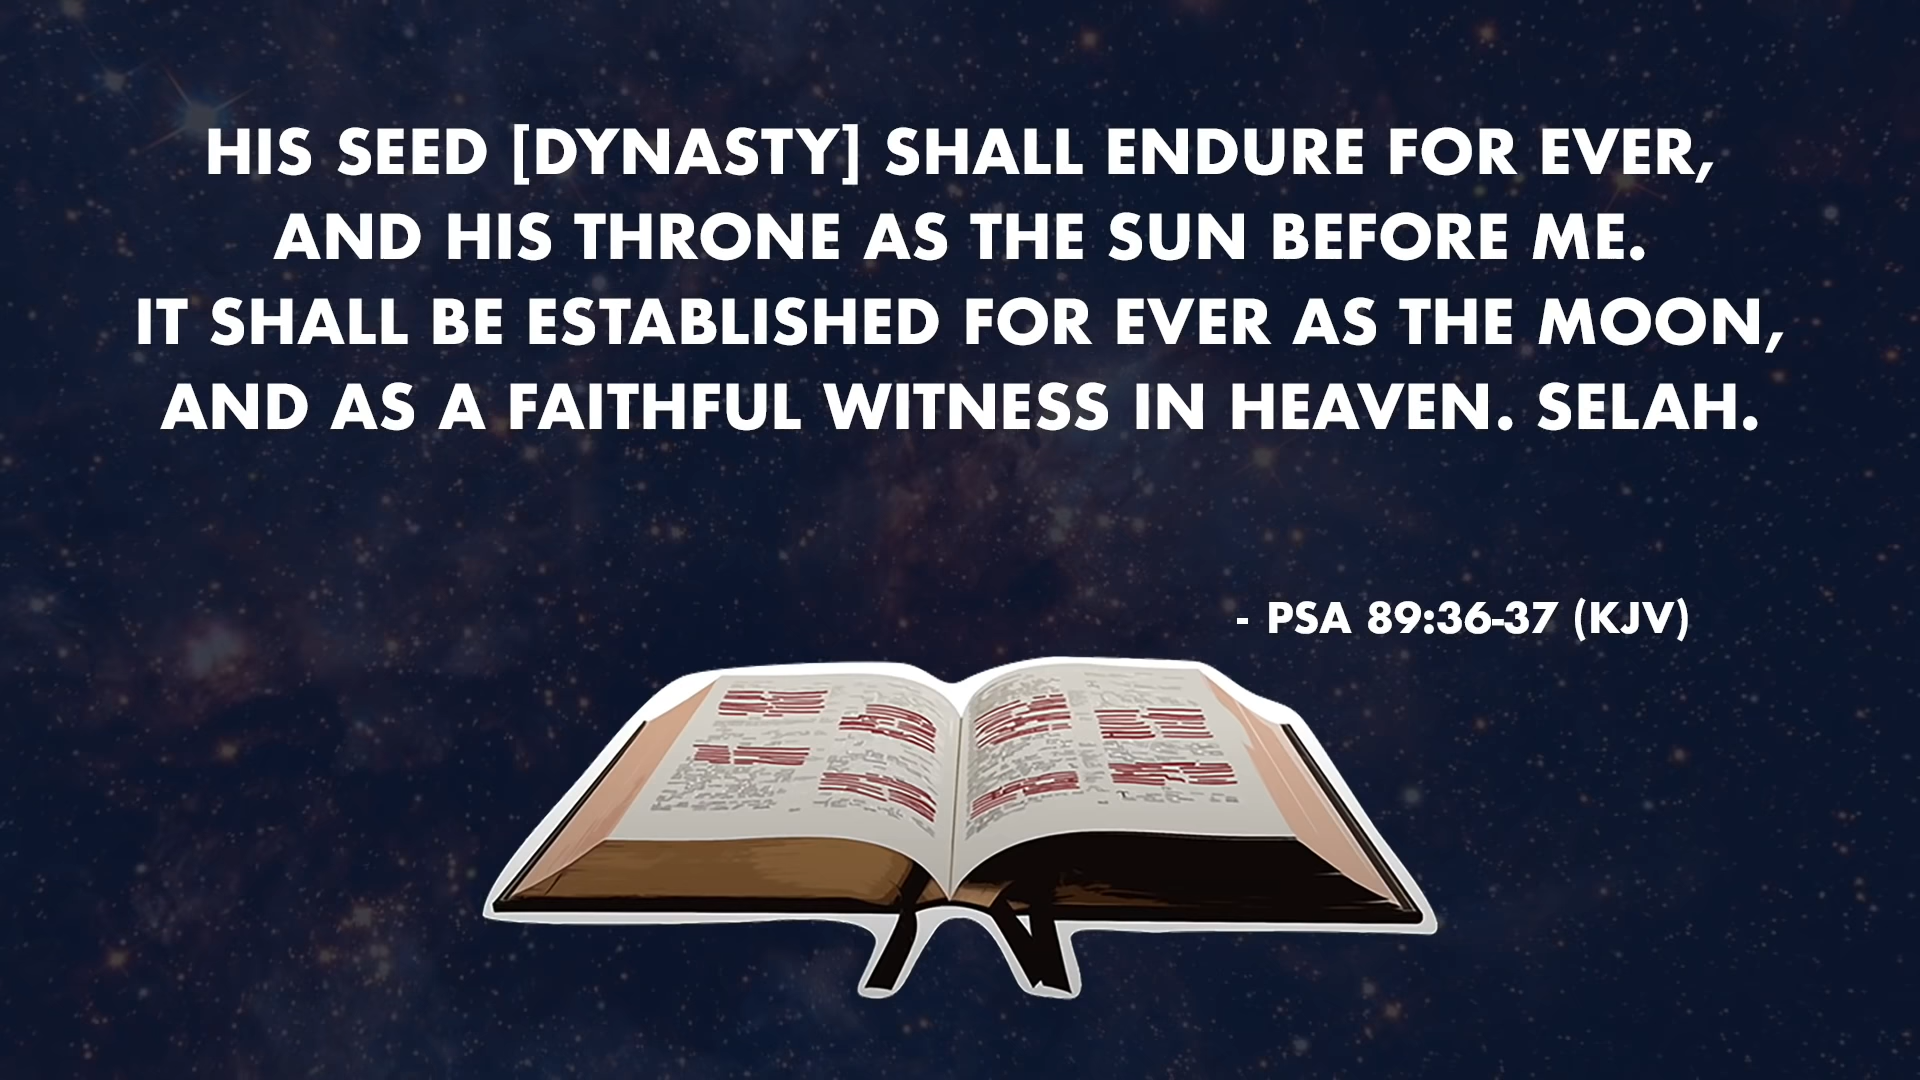 HIS SEED [DYNASTY] SHALL ENDURE FOR EVER,
AND HIS THRONE AS THE SUN BEFORE ME.
IT SHALL BE ESTABLISHED FOR EVER AS THE MOON,
AND AS A FAITHFUL WITNESS IN HEAVEN. SELAH.
- PSA 89:36-37 (KJV)